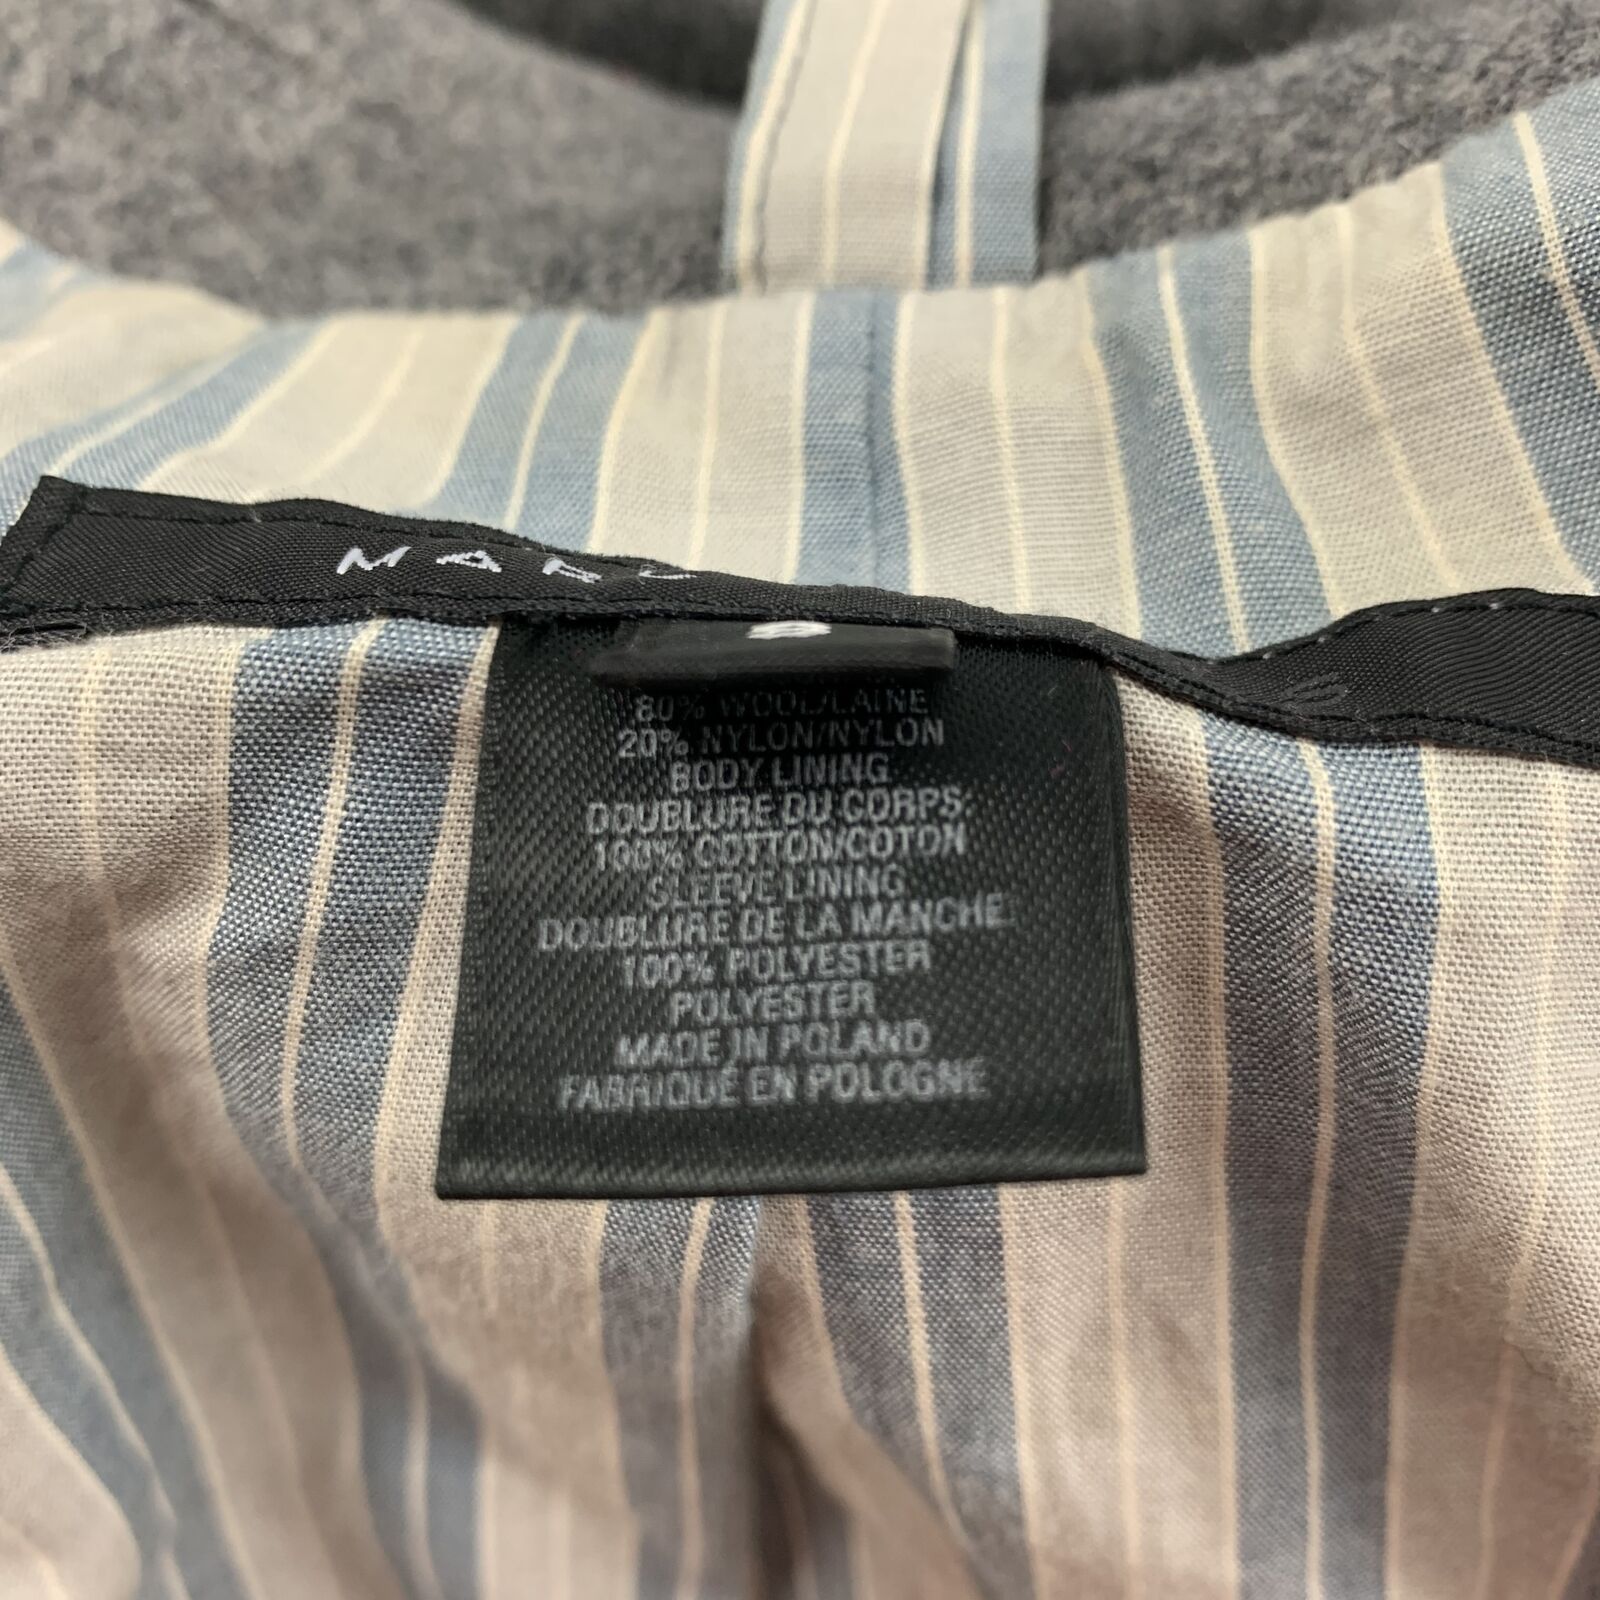 80% WOOL/LAINE
20% NYLON/NYLON
BODY LINING
DOUBLURE DU CORPS:
100% COTTON/COTON
SLEEVE LINING
DOUBLURE DE LA MANCHE:
100% POLYESTER
POLYESTER
MADE IN POLAND
FABRIQUÉ EN POLOGNE